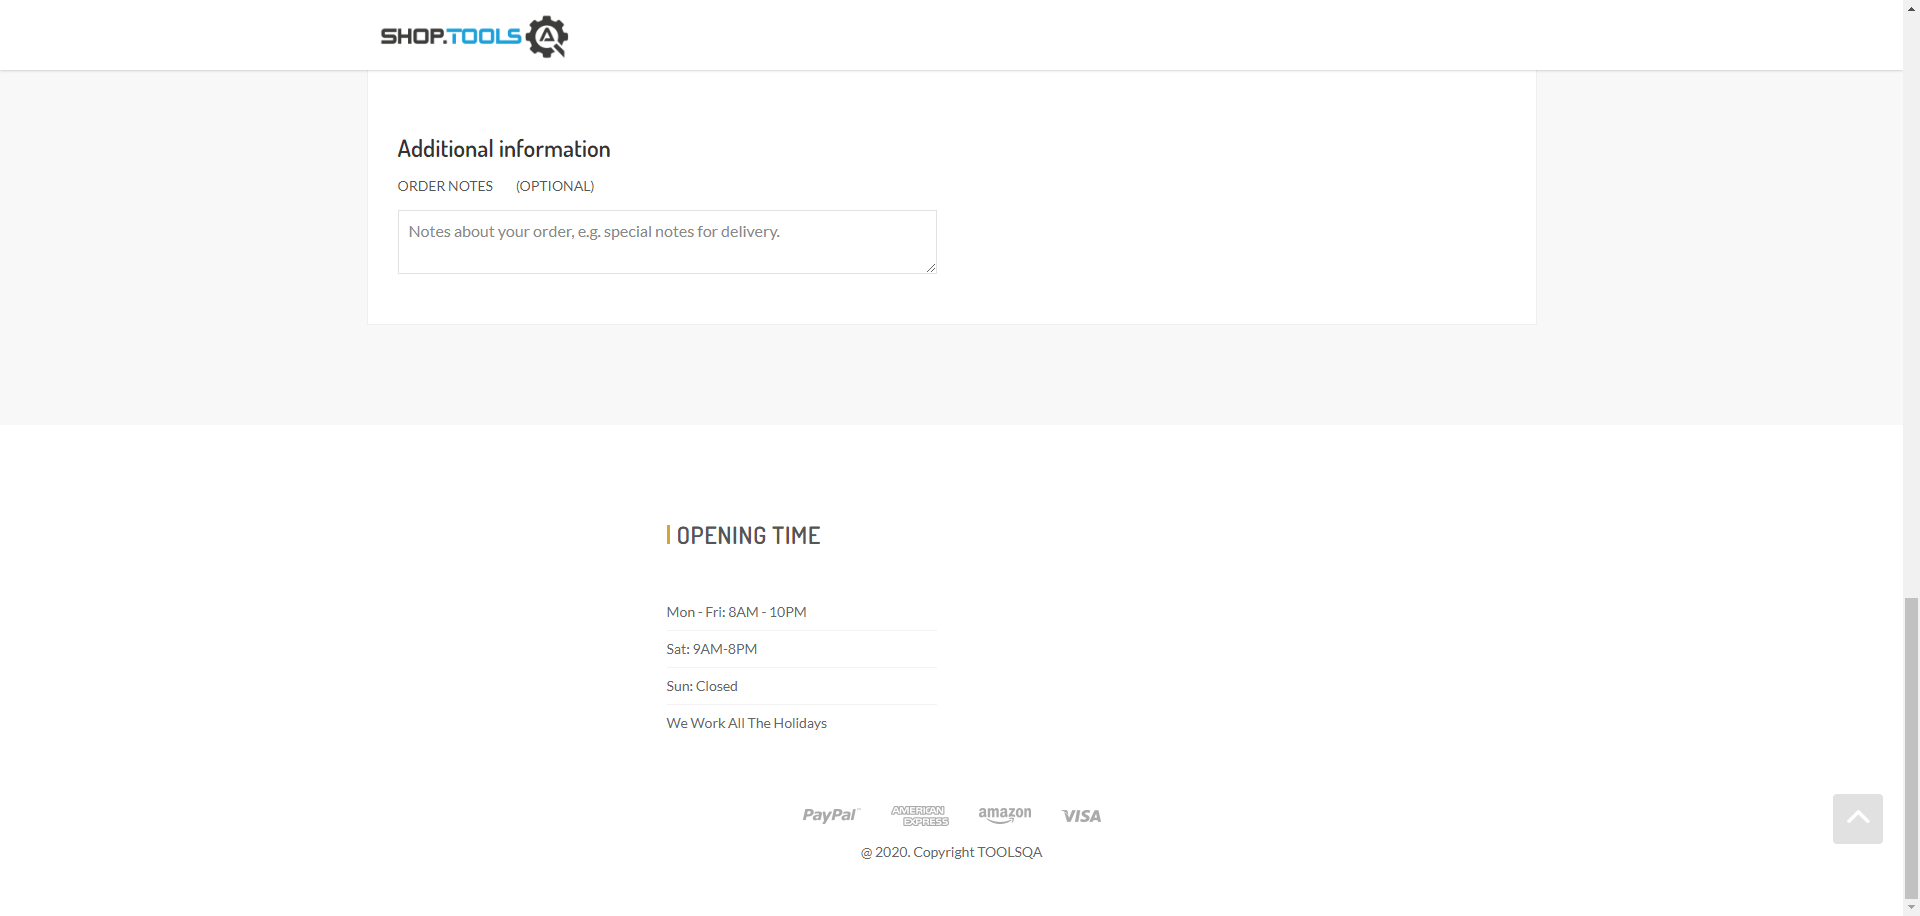 SHOP.TOOLS
Additional information
ORDER NOTES (OPTIONAL)
Notes about your order, e.g. special notes for delivery.
OPENING TIME
Mon - Fri: 8AM - 10PM
Sat: 9AM-8PM
Sun: Closed
We Work All The Holidays
PayPal AMERICAN EXPRESS amazon VISA
@ 2020. Copyright TOOLSQA